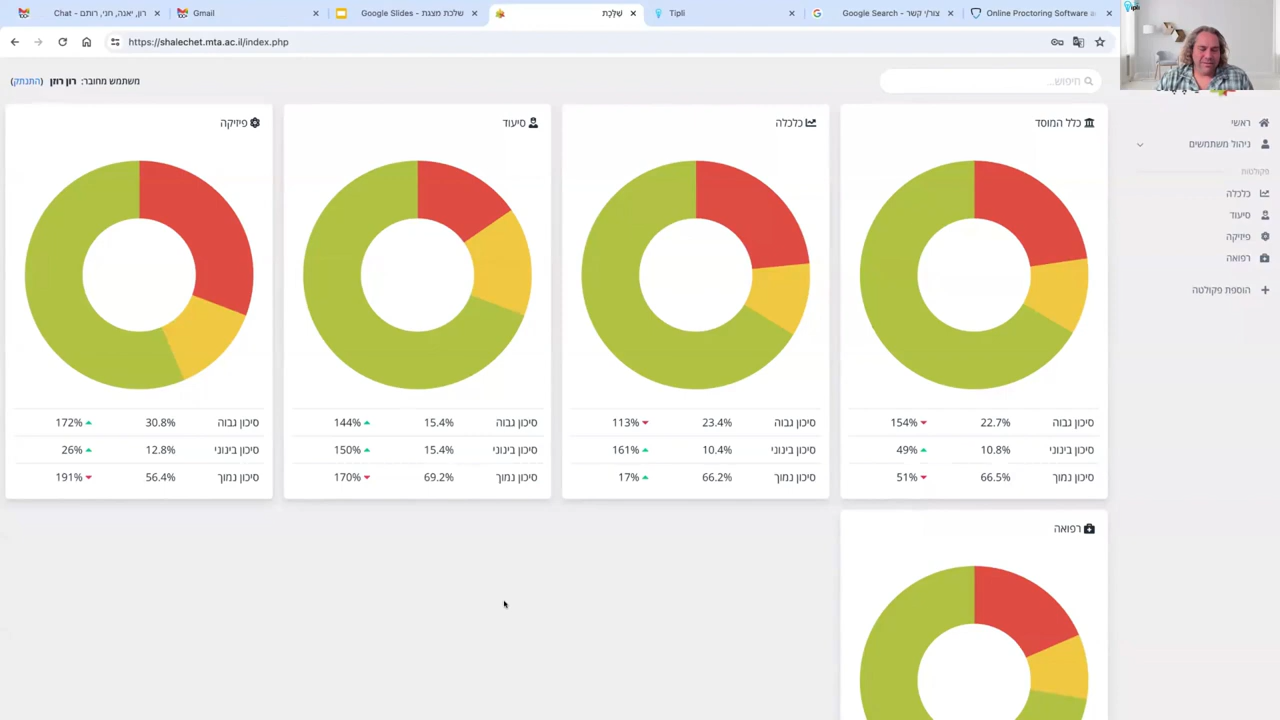 Chat - רון, יאנה, חני, רותם
Gmail
Google Slides - שלכת מצגת
שלכת
Tipli
Google Search - צור/י קשר
Online Proctoring Software
https://shalechet.mta.ac.il/index.php
חיפוש...
משתמש מחובר: רון רוזן (התנתק)
ראשי
ניהול משתמשים
פקולטות
כלכלה
סיעוד
פיזיקה
רפואה
הוספת פקולטה
כלל המוסד
סיכון גבוה 22.7% 154%
סיכון בינוני 10.8% 49%
סיכון נמוך 66.5% 51%
כלכלה
סיכון גבוה 23.4% 113%
סיכון בינוני 10.4% 161%
סיכון נמוך 66.2% 17%
סיעוד
סיכון גבוה 15.4% 144%
סיכון בינוני 15.4% 150%
סיכון נמוך 69.2% 170%
פיזיקה
סיכון גבוה 30.8% 172%
סיכון בינוני 12.8% 26%
סיכון נמוך 56.4% 191%
רפואה